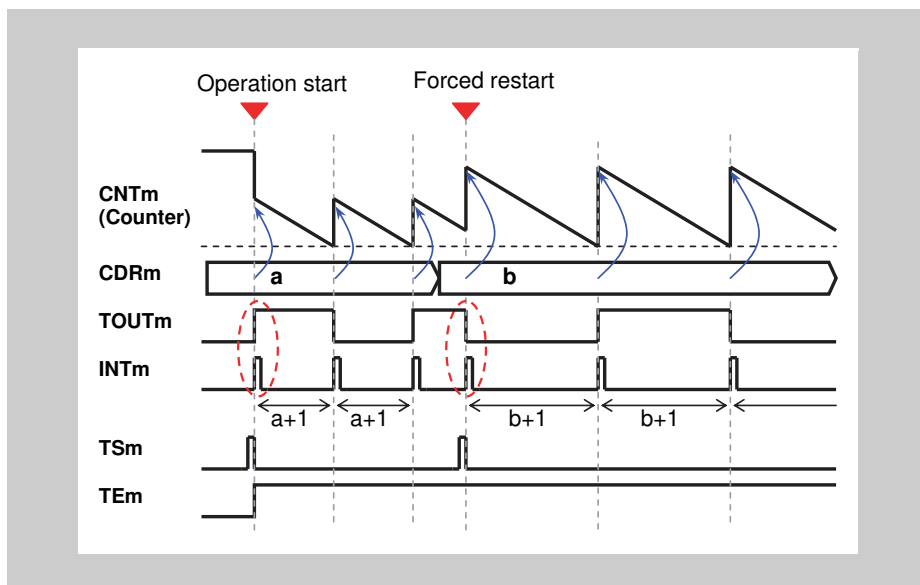 Operation start
Forced restart
CNTm
(Counter)
CDRm
a
b
TOUTm
INTm
a+1
a+1
b+1
b+1
TSm
TEm